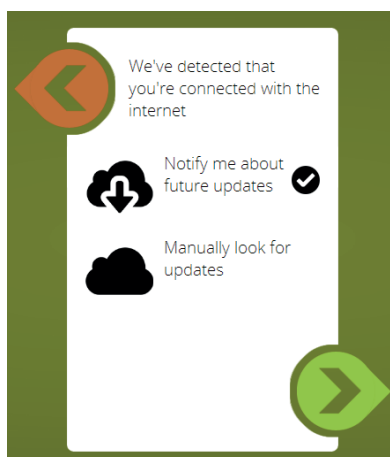 We've detected that
you're connected with the
internet
Notify me about
future updates
Manually look for
updates